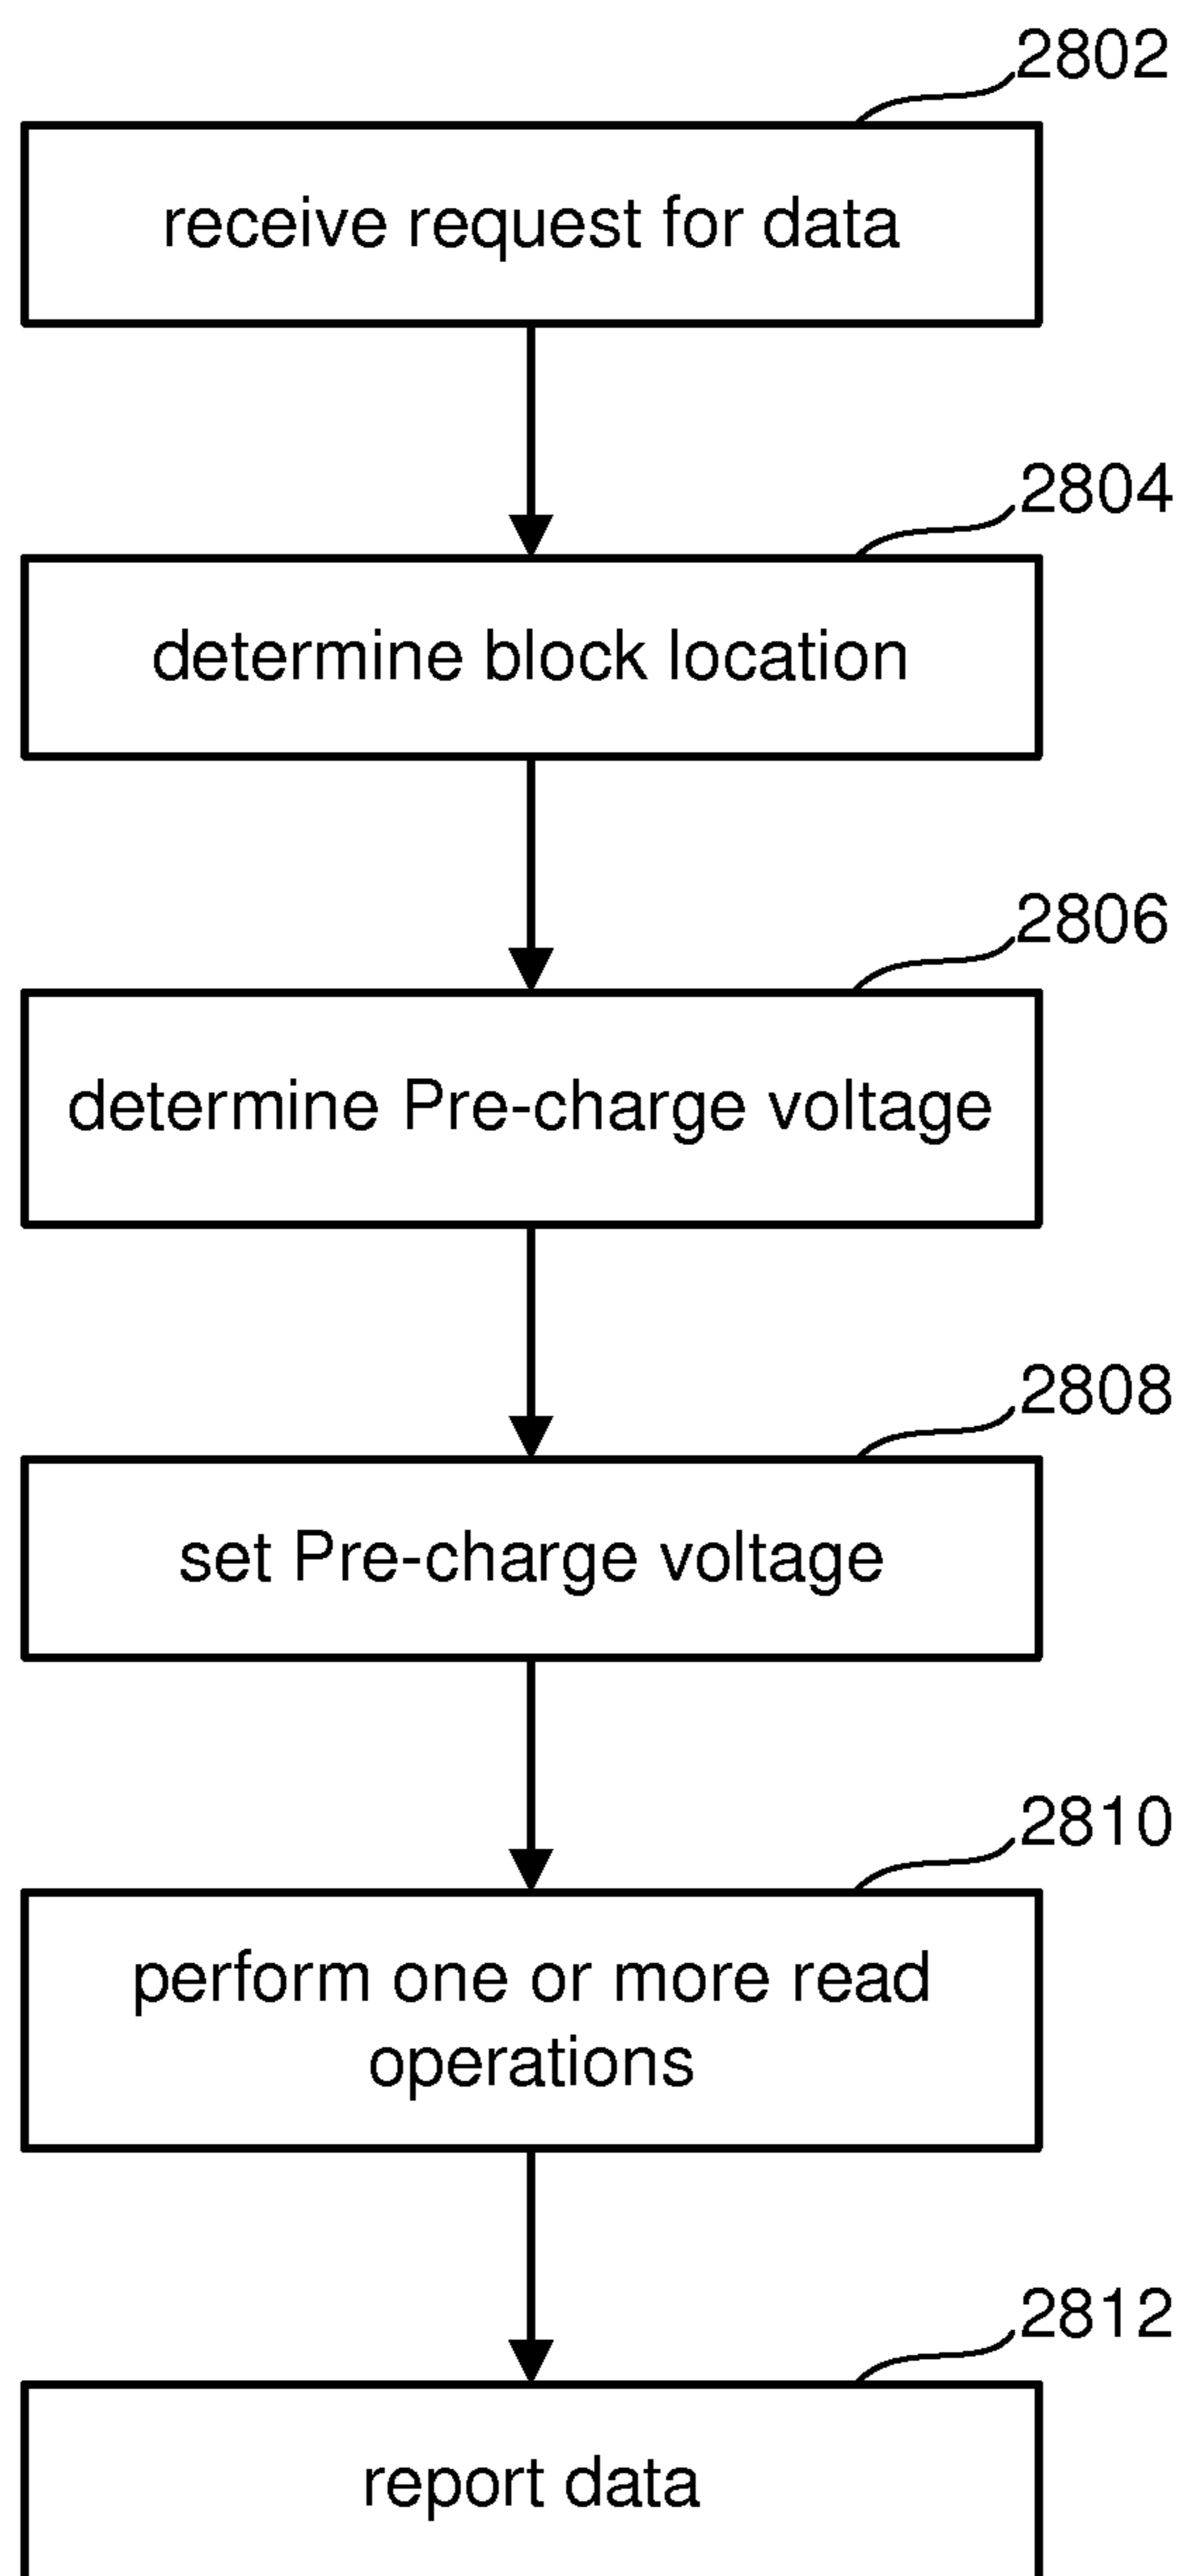 2802
receive request for data
2804
determine block location
2806
determine Pre-charge voltage
2808
set Pre-charge voltage
2810
perform one or more read
operations
2812
report data